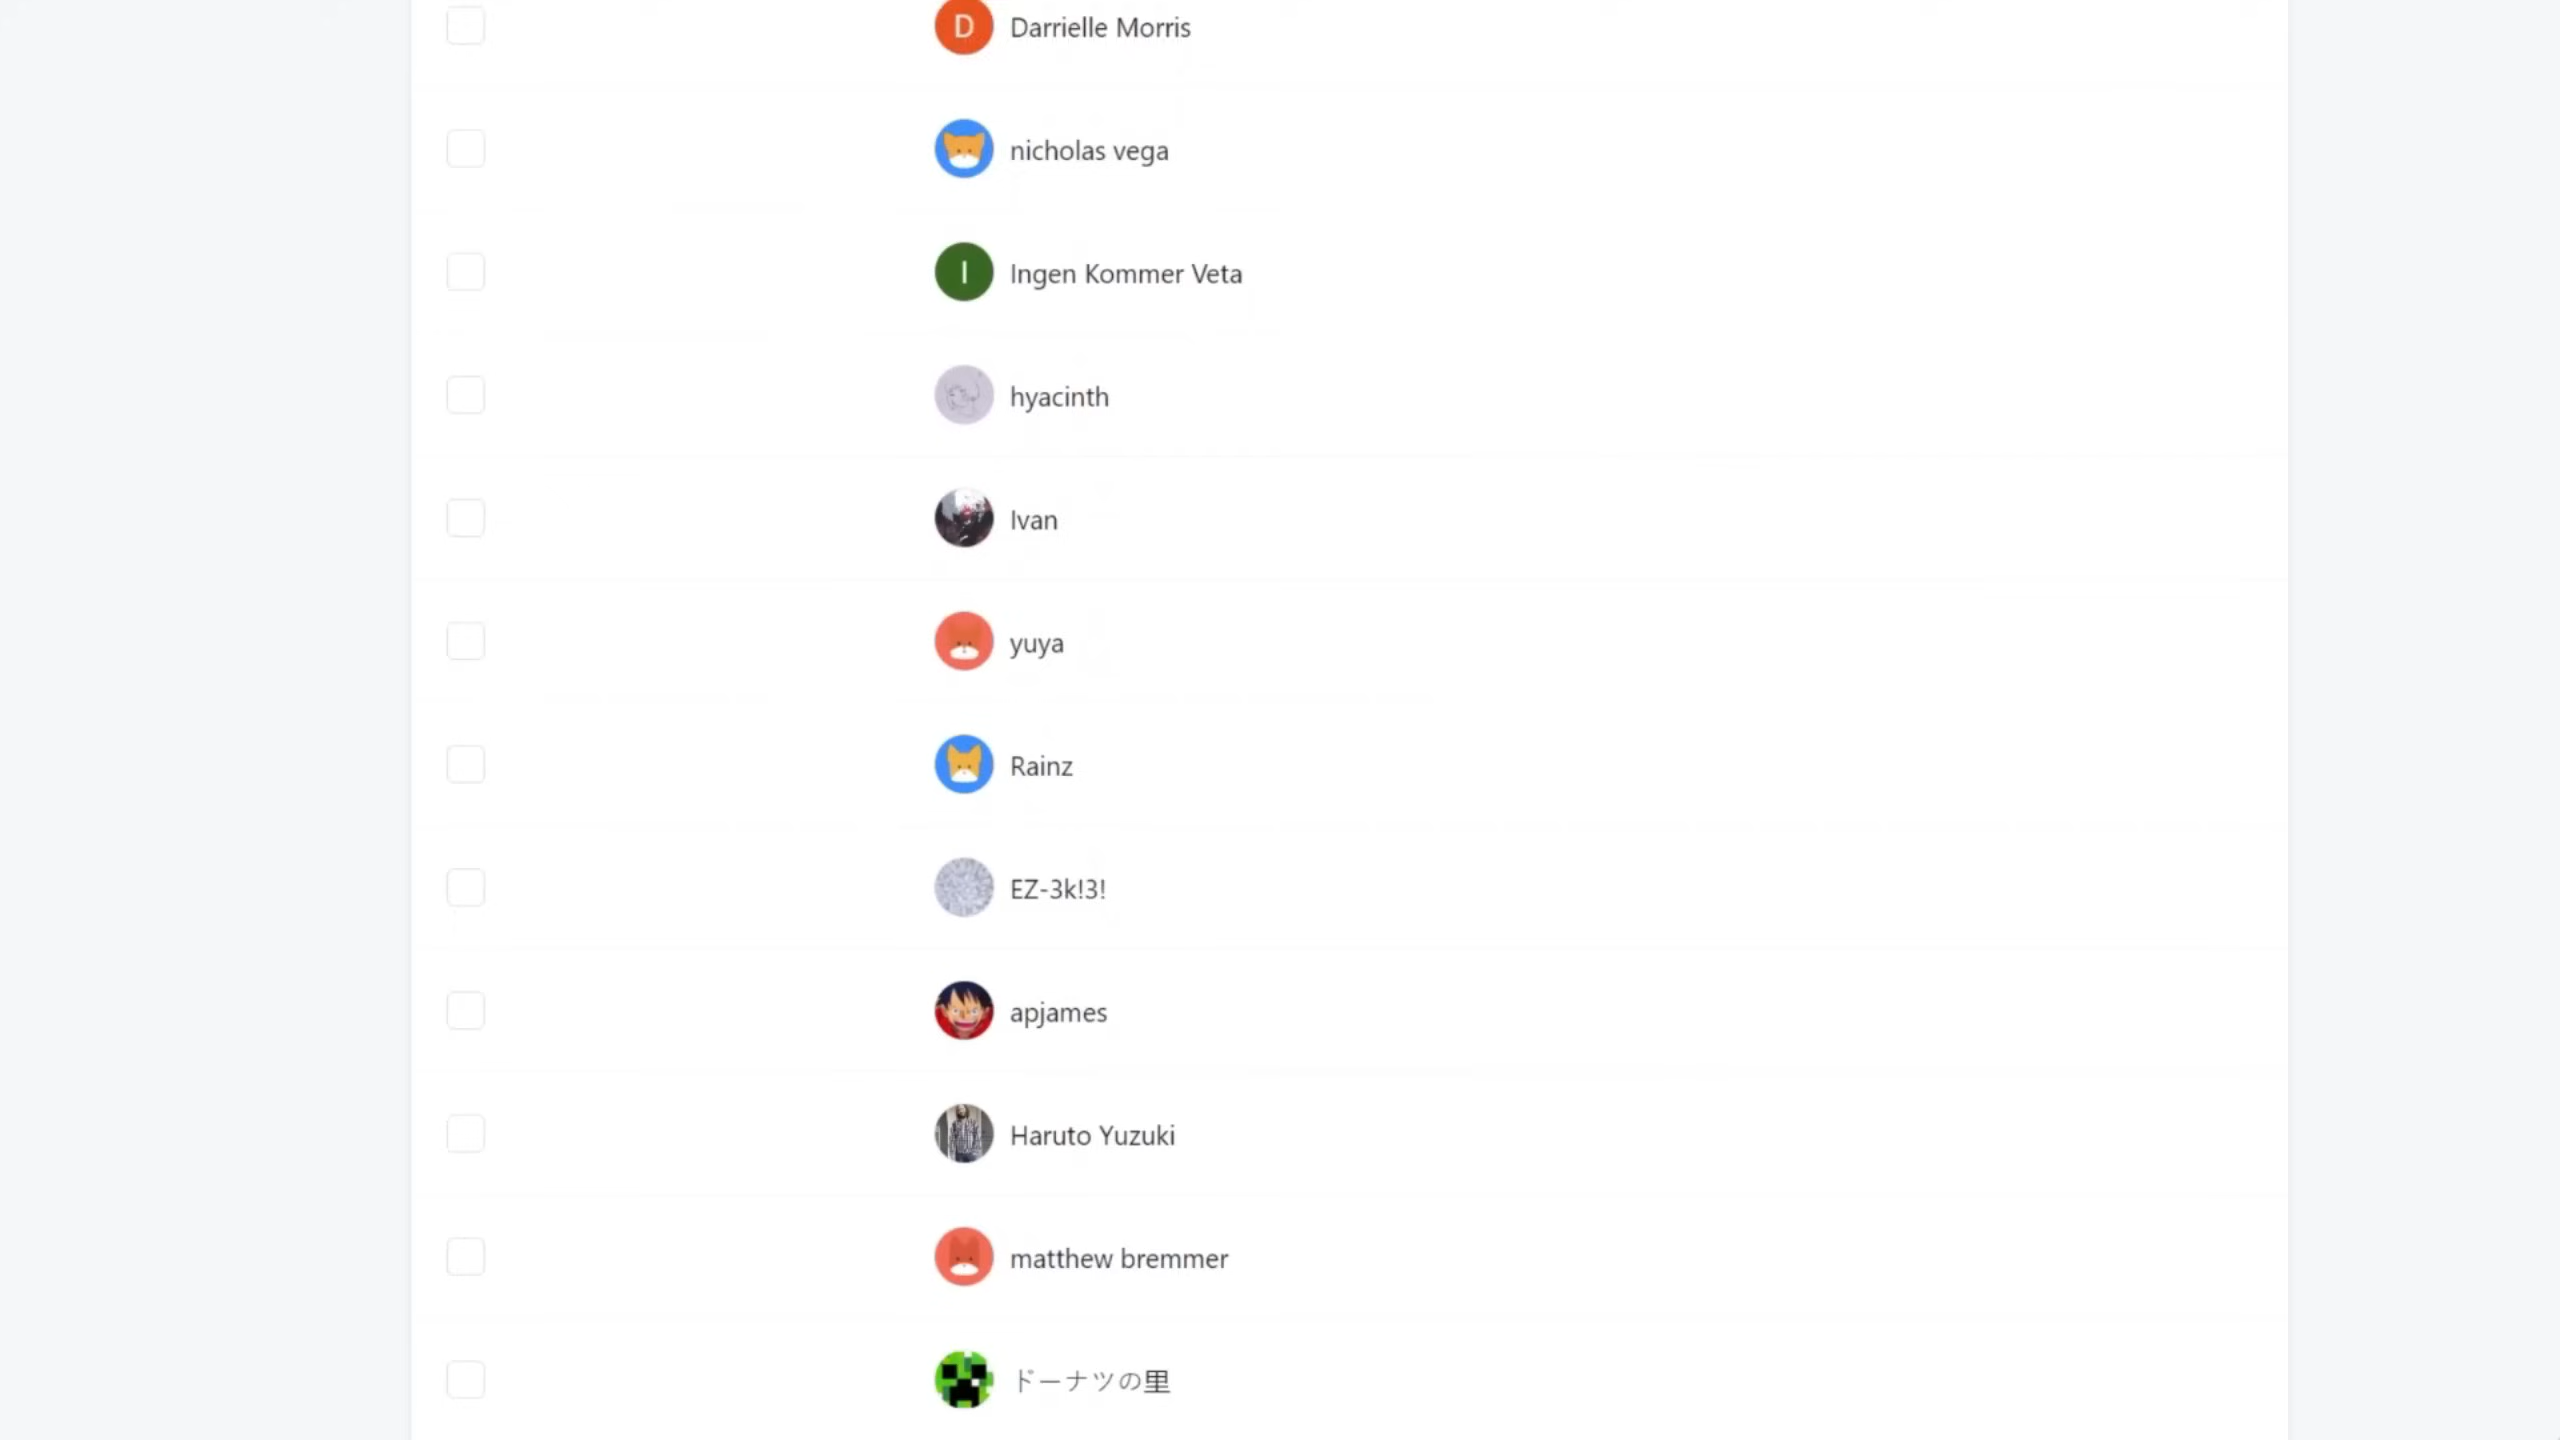 D Darrielle Morris
nicholas vega
I Ingen Kommer Veta
hyacinth
Ivan
yuya
Rainz
EZ-3k!3!
apjames
Haruto Yuzuki
matthew bremmer
ドーナツの里